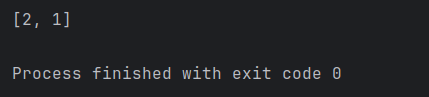 [2, 1]
Process finished with exit code 0